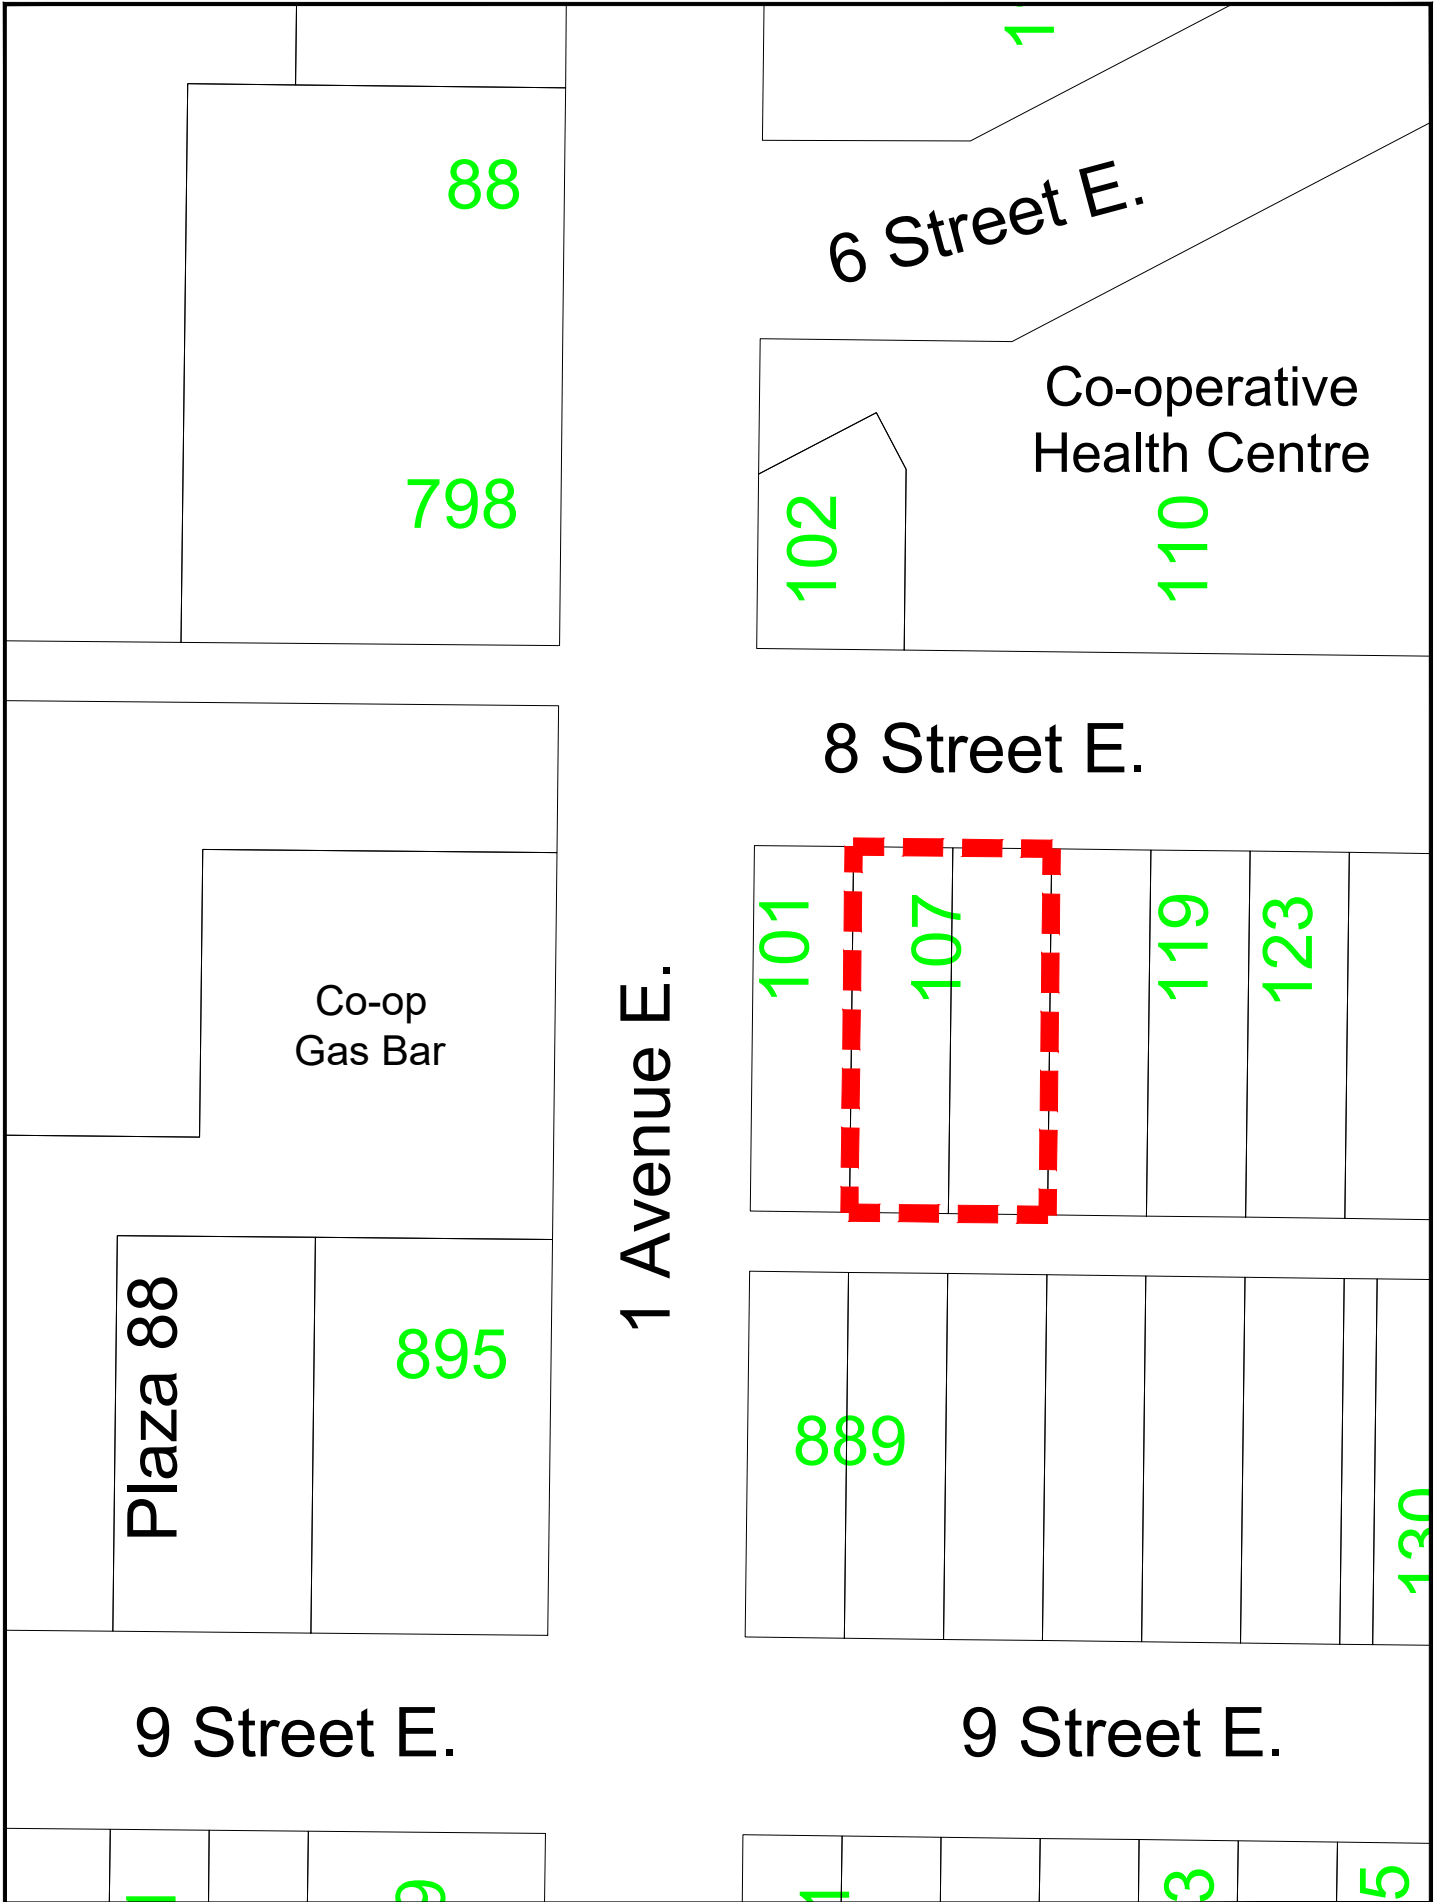 88
6 Street E.
Co-operative
Health Centre
798
102
110
8 Street E.
101
107
119
123
Co-op
Gas Bar
1 Avenue E.
Plaza 88
895
889
130
9 Street E.
9 Street E.